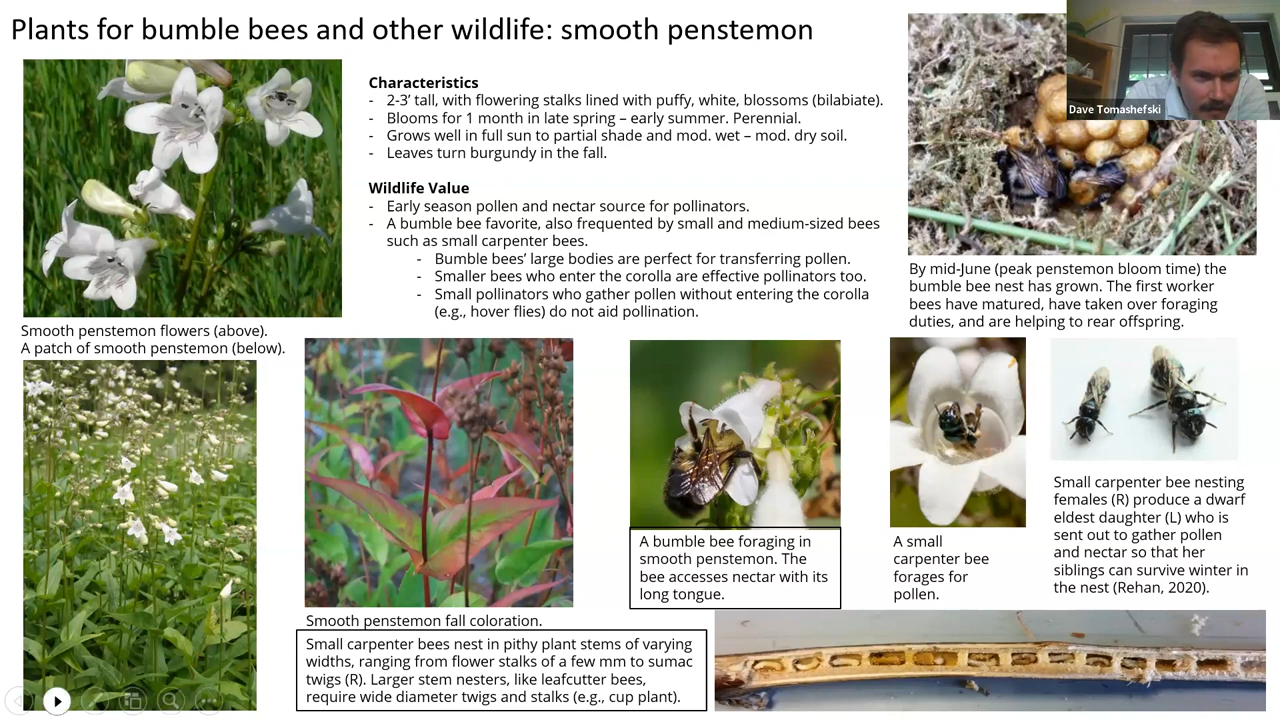 Plants for bumble bees and other wildlife: smooth penstemon
Dave Tomashefski
Characteristics
- 2-3’ tall, with flowering stalks lined with puffy, white, blossoms (bilabiate).
- Blooms for 1 month in late spring – early summer. Perennial.
- Grows well in full sun to partial shade and mod. wet – mod. dry soil.
- Leaves turn burgundy in the fall.
Wildlife Value
- Early season pollen and nectar source for pollinators.
- A bumble bee favorite, also frequented by small and medium-sized bees
such as small carpenter bees.
- Bumble bees’ large bodies are perfect for transferring pollen.
- Smaller bees who enter the corolla are effective pollinators too.
- Small pollinators who gather pollen without entering the corolla
(e.g., hover flies) do not aid pollination.
By mid-June (peak penstemon bloom time) the
bumble bee nest has grown. The first worker
bees have matured, have taken over foraging
duties, and are helping to rear offspring.
Smooth penstemon flowers (above).
A patch of smooth penstemon (below).
Smooth penstemon fall coloration.
A bumble bee foraging in
smooth penstemon. The
bee accesses nectar with its
long tongue.
A small
carpenter bee
forages for
pollen.
Small carpenter bee nesting
females (R) produce a dwarf
eldest daughter (L) who is
sent out to gather pollen
and nectar so that her
siblings can survive winter in
the nest (Rehan, 2020).
Small carpenter bees nest in pithy plant stems of varying
widths, ranging from flower stalks of a few mm to sumac
twigs (R). Larger stem nesters, like leafcutter bees,
require wide diameter twigs and stalks (e.g., cup plant).